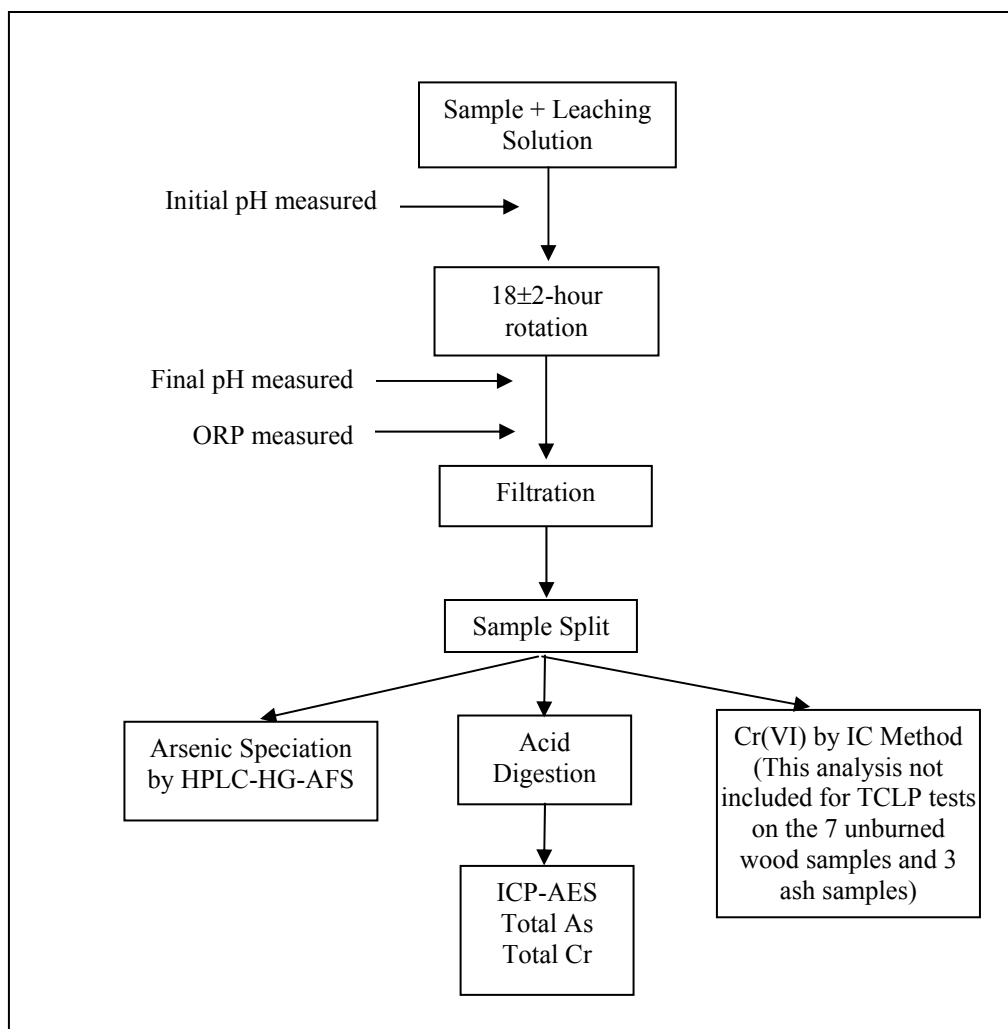 Sample + Leaching
Solution
Initial pH measured
18±2-hour
rotation
Final pH measured
ORP measured
Filtration
Sample Split
Arsenic Speciation
by HPLC-HG-AFS
Acid
Digestion
Cr(VI) by IC Method
(This analysis not
included for TCLP tests
on the 7 unburned
wood samples and 3
ash samples)
ICP-AES
Total As
Total Cr